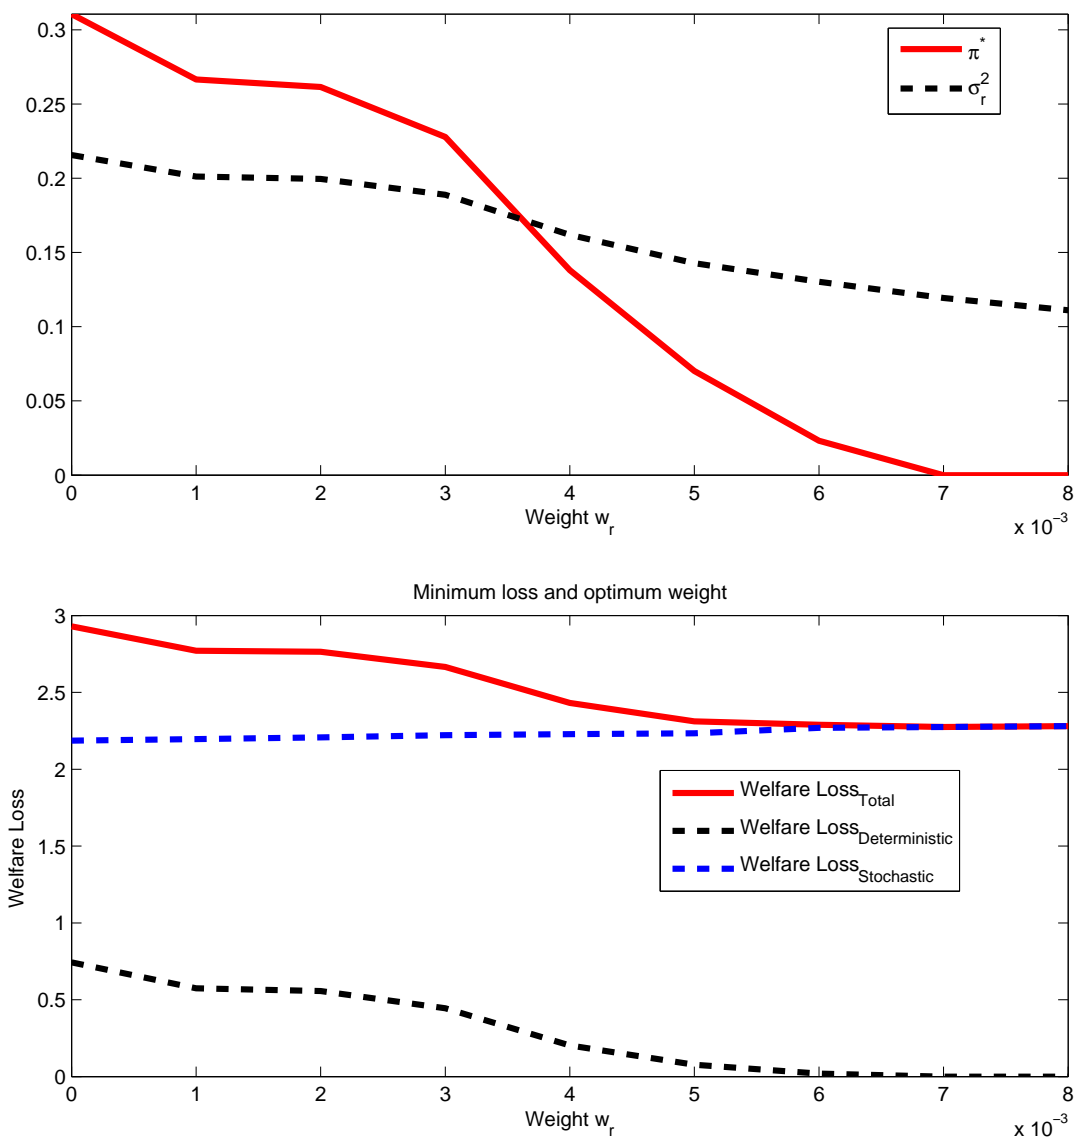 0.3
0.25
0.2
0.15
0.1
0.05
0
π*
σ_r^2
0 1 2 3 4 5 6 7 8
Weight w_r
x 10^−3
Minimum loss and optimum weight
3
2.5
2
1.5
1
0.5
0
Welfare Loss
Welfare Loss_Total
Welfare Loss_Deterministic
Welfare Loss_Stochastic
0 1 2 3 4 5 6 7 8
Weight w_r
x 10^−3